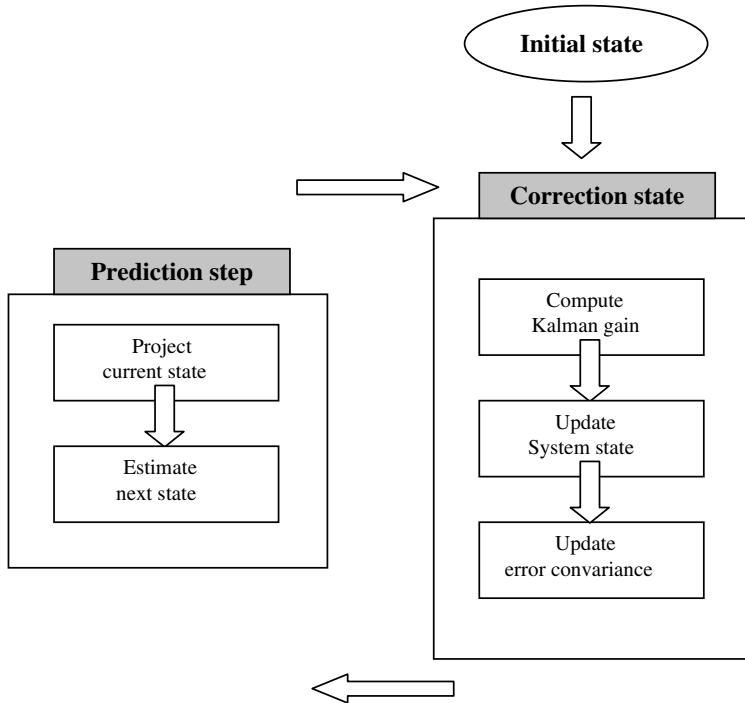 Initial state
Correction state
Prediction step
Project
current state
Estimate
next state
Compute
Kalman gain
Update
System state
Update
error convariance